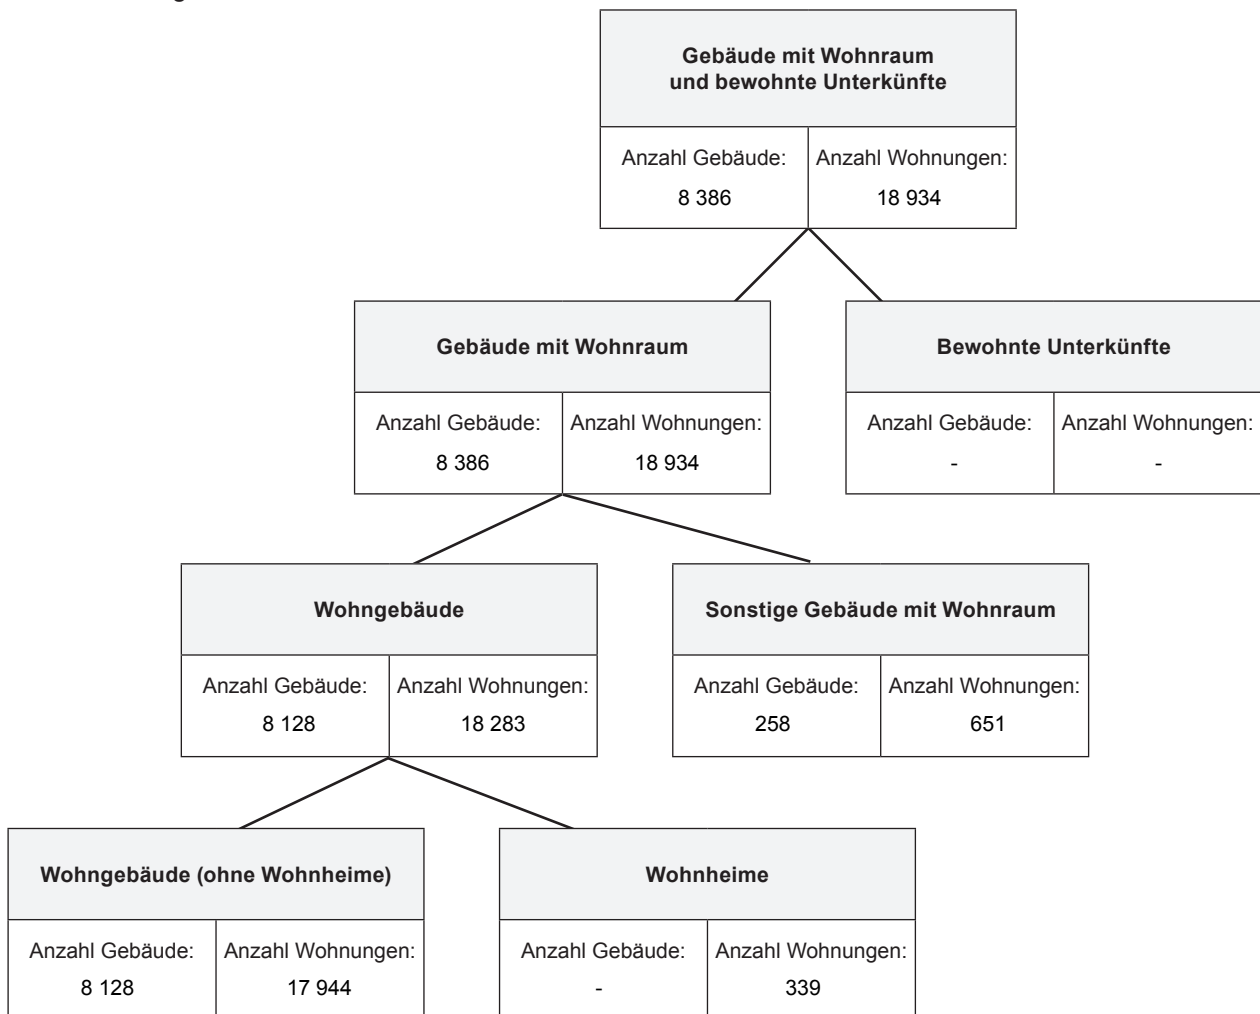 Gebäude mit Wohnraum
und bewohnte Unterkünfte
Anzahl Gebäude: Anzahl Wohnungen:
8 386 18 934
Gebäude mit Wohnraum
Bewohnte Unterkünfte
Anzahl Gebäude: Anzahl Wohnungen:
8 386 18 934
Anzahl Gebäude: Anzahl Wohnungen:
- -
Wohngebäude
Sonstige Gebäude mit Wohnraum
Anzahl Gebäude: Anzahl Wohnungen:
8 128 18 283
Anzahl Gebäude: Anzahl Wohnungen:
258 651
Wohngebäude (ohne Wohnheime)
Wohnheime
Anzahl Gebäude: Anzahl Wohnungen:
8 128 17 944
Anzahl Gebäude: Anzahl Wohnungen:
- 339